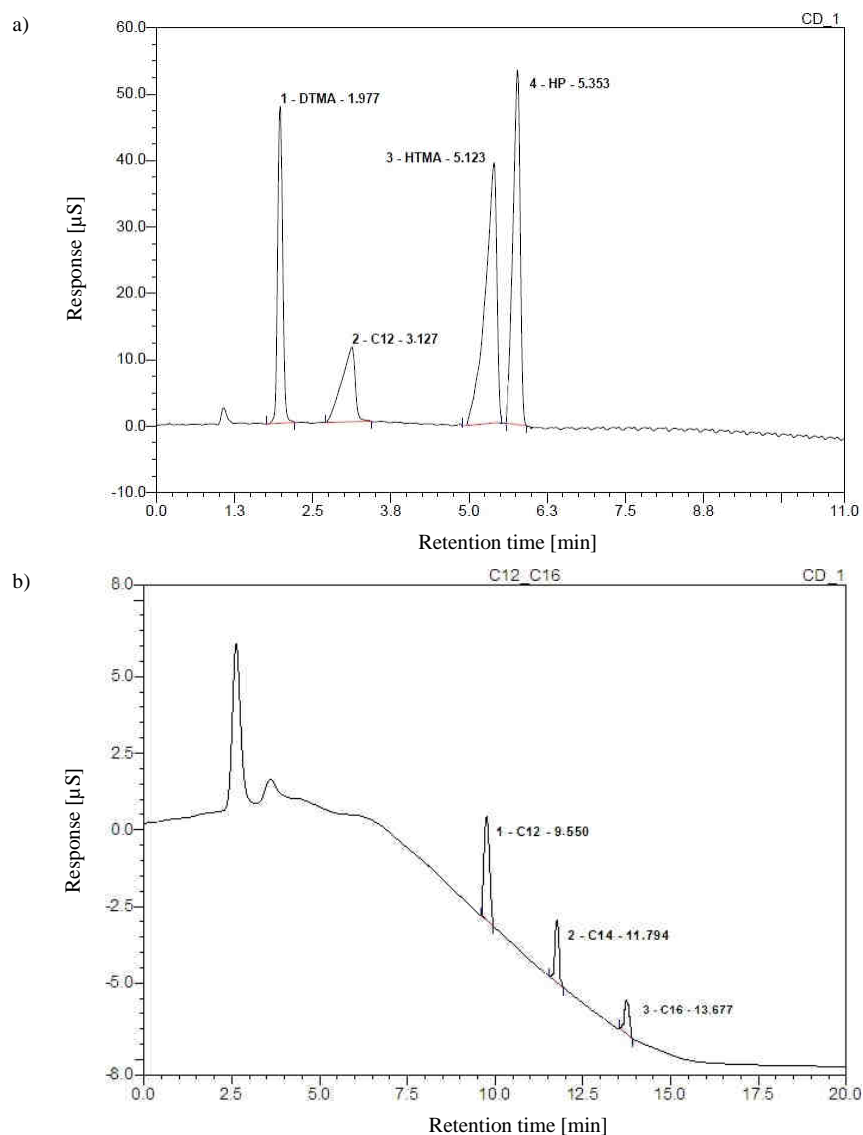 a)
CD_1
60.0
50.0
40.0
30.0
20.0
10.0
0.0
-10.0
Response [µS]
1 - DTMA - 1.977
2 - C12 - 3.127
3 - HTMA - 5.123
4 - HP - 5.353
0.0 1.3 2.5 3.8 5.0 6.3 7.5 8.8 11.0
Retention time [min]
b)
C12_C16 CD_1
8.0
5.0
2.5
0.0
-2.5
-5.0
-8.0
Response [µS]
1 - C12 - 9.550
2 - C14 - 11.794
3 - C16 - 13.677
0.0 2.5 5.0 7.5 10.0 12.5 15.0 17.5 20.0
Retention time [min]